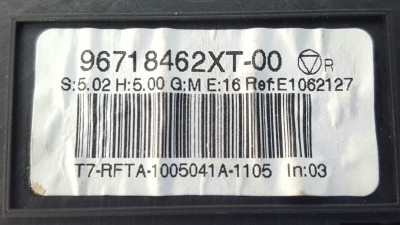 96718462XT-00 R
S:5.02 H:5.00 G:M E:16 Ref:E1062127
T7-RFTA-1005041A-1105 In:03